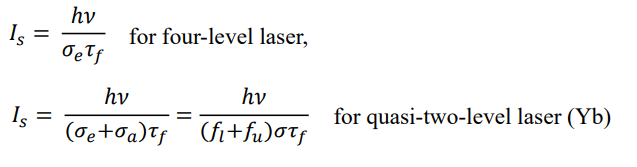 I_s = hν / σ_e τ_f for four-level laser,
I_s = hν / (σ_e+σ_a)τ_f = hν / (f_l+f_u)στ_f for quasi-two-level laser (Yb)